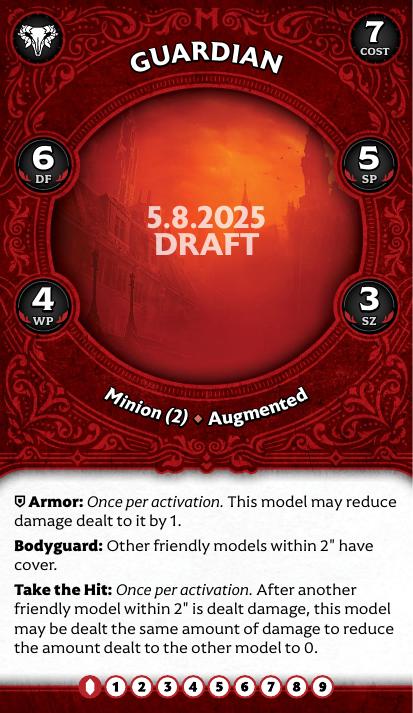 7
COST
GUARDIAN
6
DF
5
SP
5.8.2025
DRAFT
4
WP
3
SZ
Minion (2) ♦ Augmented
Armor: Once per activation. This model may reduce
damage dealt to it by 1.
Bodyguard: Other friendly models within 2" have
cover.
Take the Hit: Once per activation. After another
friendly model within 2" is dealt damage, this model
may be dealt the same amount of damage to reduce
the amount dealt to the other model to 0.
1 2 3 4 5 6 7 8 9